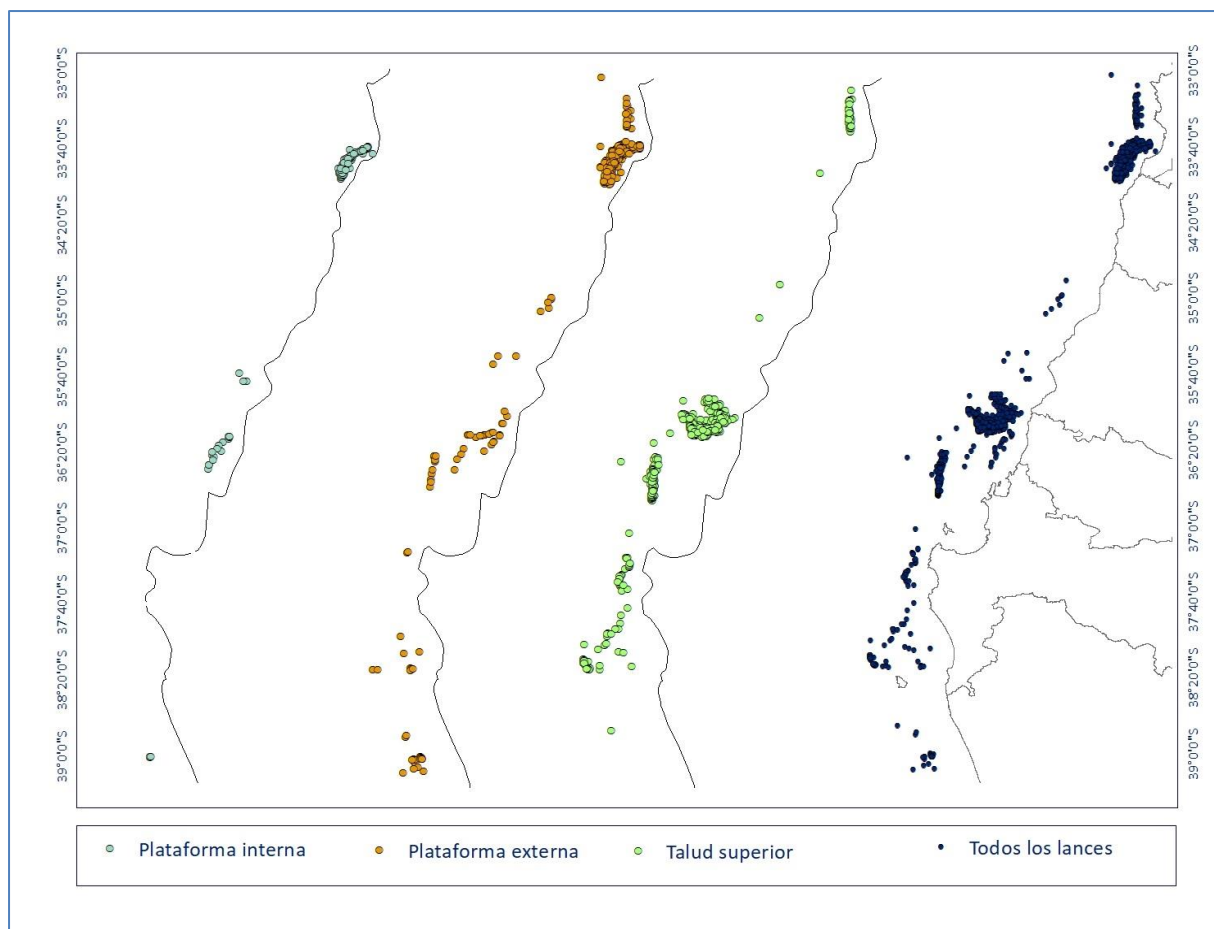 33°0'0"S
33°40'0"S
34°20'0"S
35°0'0"S
35°40'0"S
36°20'0"S
37°0'0"S
37°40'0"S
38°20'0"S
39°0'0"S
33°0'0"S
33°40'0"S
34°20'0"S
35°0'0"S
35°40'0"S
36°20'0"S
37°0'0"S
37°40'0"S
38°20'0"S
39°0'0"S
Plataforma interna Plataforma externa Talud superior Todos los lances